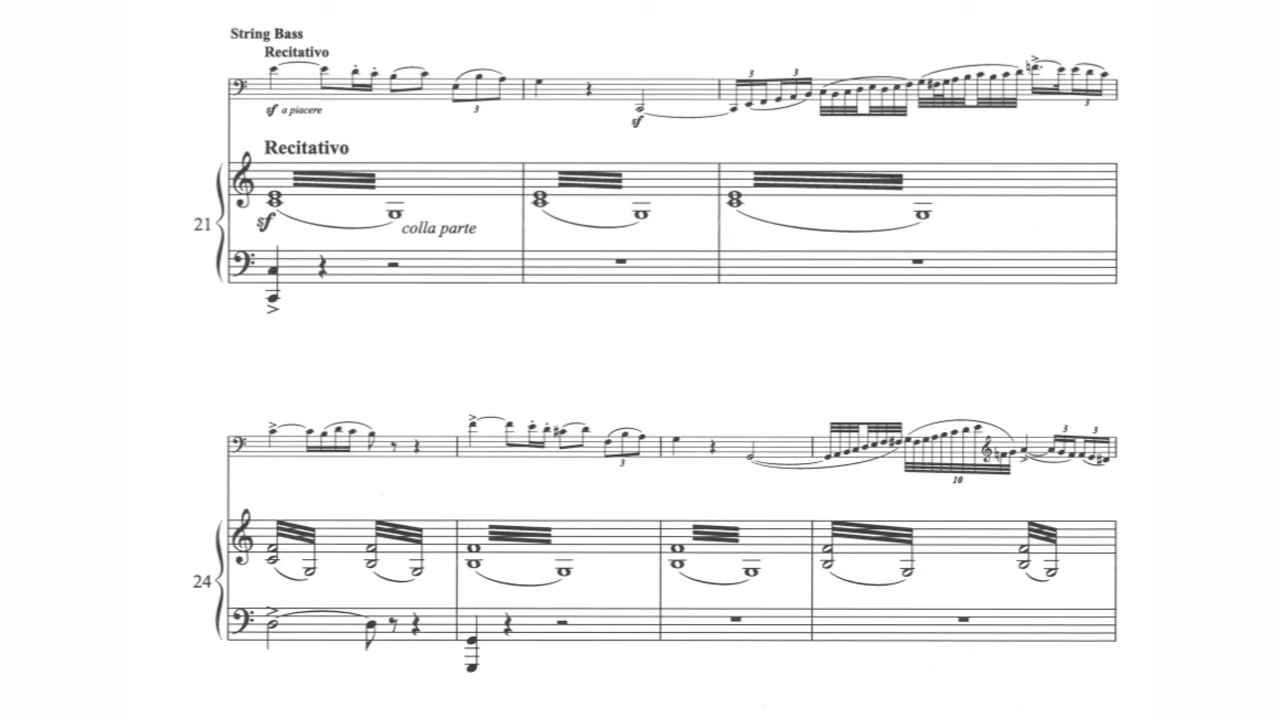 String Bass
Recitativo
3
3
3
3
sf a piacere
sf
Recitativo
21
sf
colla parte
3
3
3
10
24